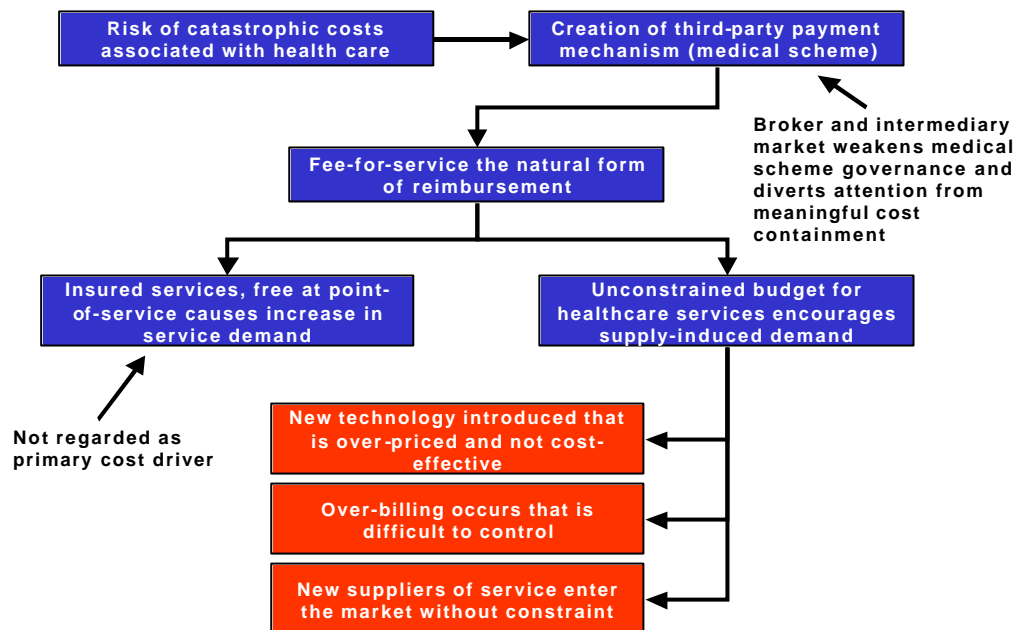 Risk of catastrophic costs
associated with health care
Creation of third-party payment
mechanism (medical scheme)
Broker and intermediary
market weakens medical
scheme governance and
diverts attention from
meaningful cost
containment
Fee-for-service the natural form
of reimbursement
Insured services, free at point-
of-service causes increase in
service demand
Unconstrained budget for
healthcare services encourages
supply-induced demand
Not regarded as
primary cost driver
New technology introduced that
is over-priced and not cost-
effective
Over-billing occurs that is
difficult to control
New suppliers of service enter
the market without constraint